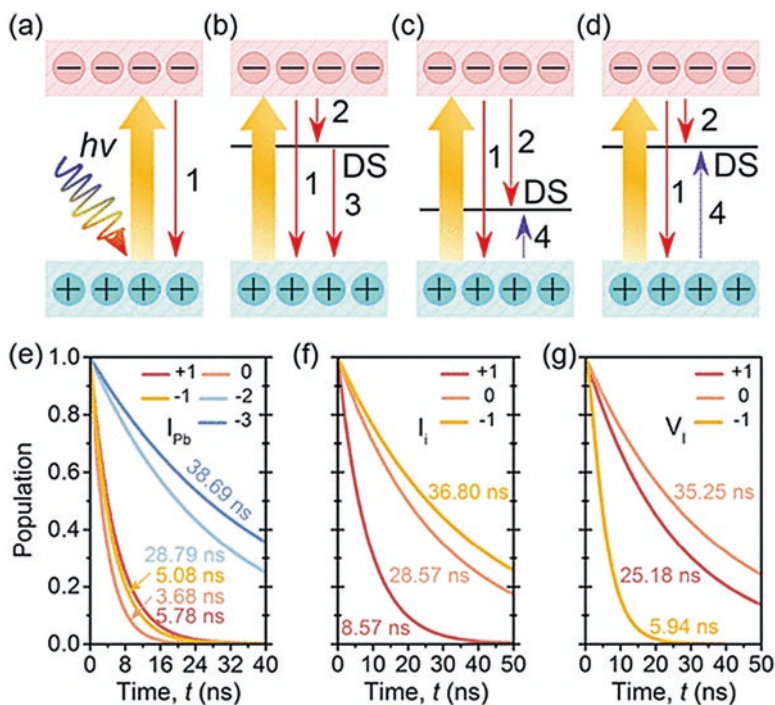 (a) (b) (c) (d)
hν 1
2 DS 1 3
2 1 DS 4
2 DS 1 4
(e) (f) (g)
Population
1.0
0.8
0.6
0.4
0.2
0.0
+1 0
-1 -2
I_Pb -3
38.69 ns
28.79 ns
5.08 ns
3.68 ns
5.78 ns
0 8 16 24 32 40
Time, t (ns)
+1
0
I_i -1
36.80 ns
28.57 ns
8.57 ns
0 10 20 30 40 50
Time, t (ns)
+1
0
V_I -1
35.25 ns
25.18 ns
5.94 ns
0 10 20 30 40 50
Time, t (ns)